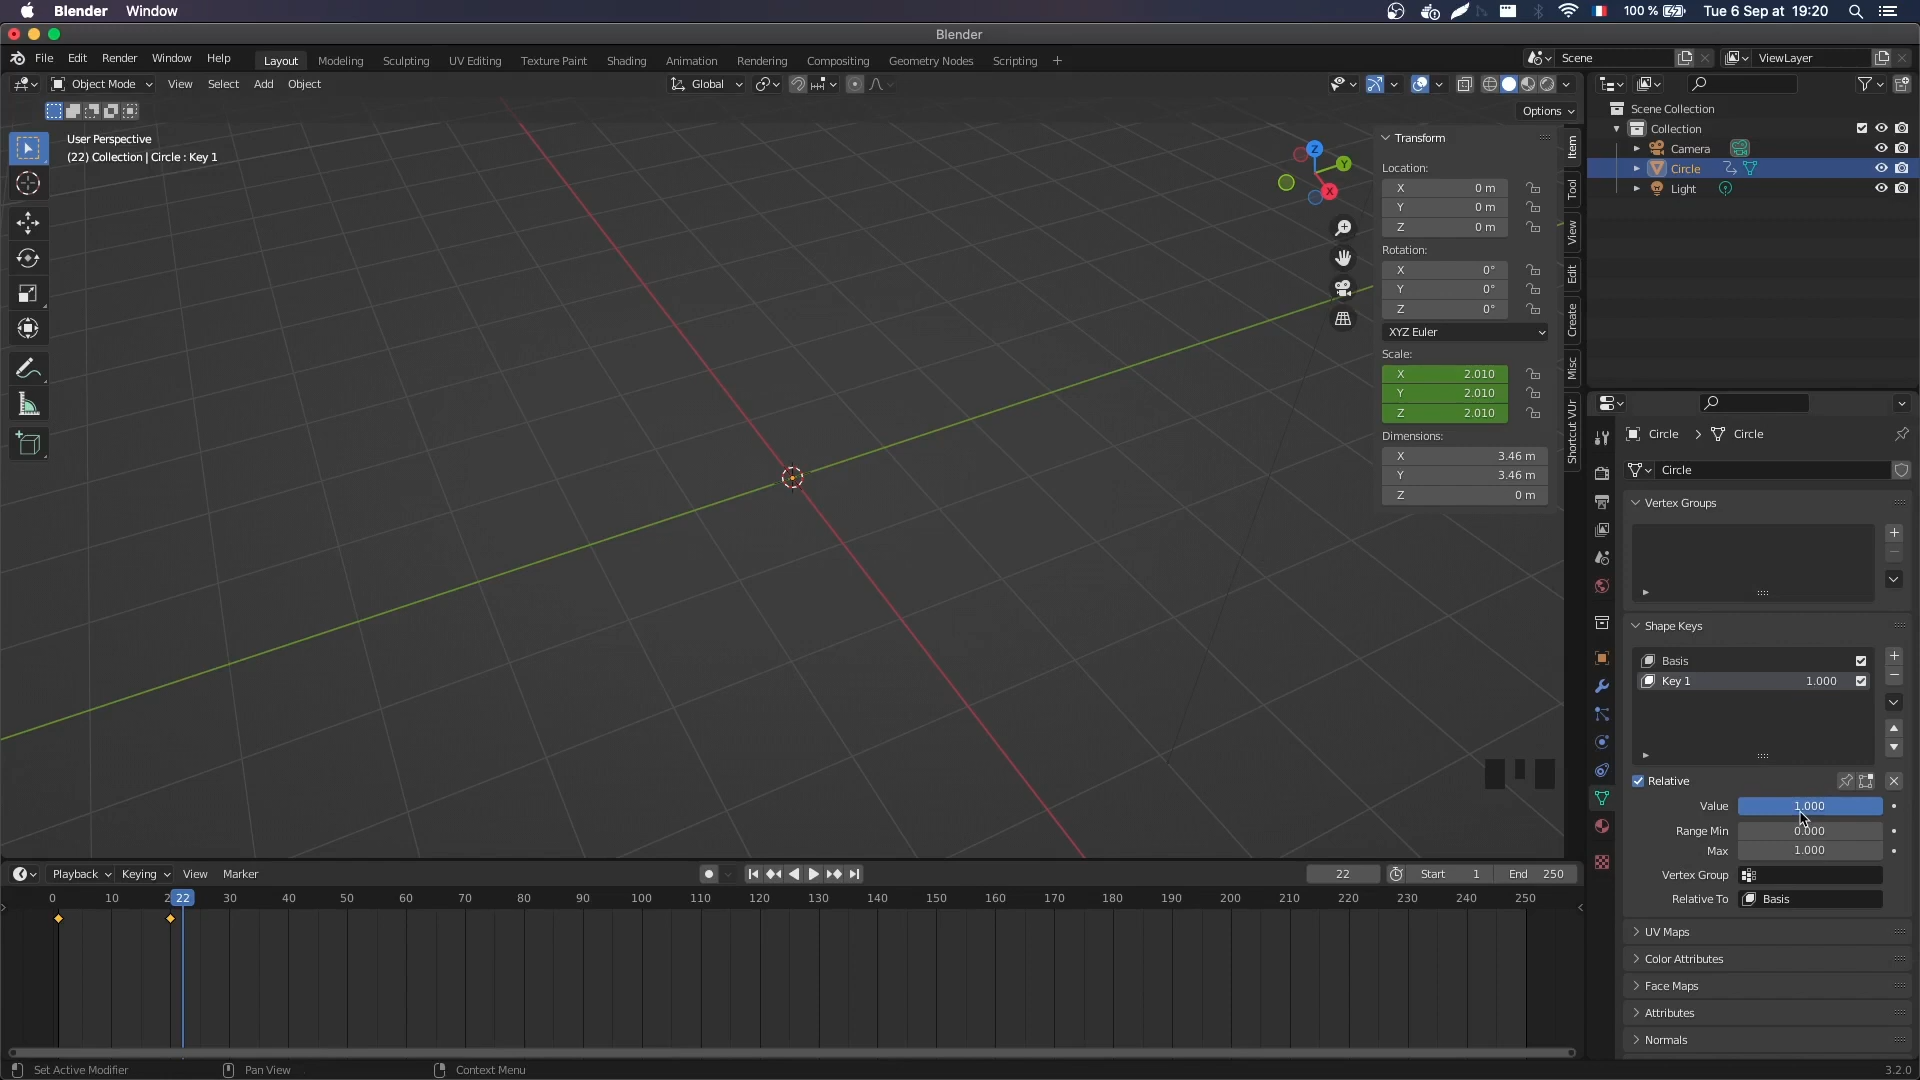 Blender Window
100 % Tue 6 Sep at 19:20
Blender
File Edit Render Window Help
Layout Modeling Sculpting UV Editing Texture Paint Shading Animation Rendering Compositing Geometry Nodes Scripting +
Scene ViewLayer
Object Mode View Select Add Object
Global
Options
User Perspective
(22) Collection | Circle : Key 1
Z
Y
X
Transform
Location:
X 0 m
Y 0 m
Z 0 m
Rotation:
X 0°
Y 0°
Z 0°
XYZ Euler
Scale:
X 2.010
Y 2.010
Z 2.010
Dimensions:
X 3.46 m
Y 3.46 m
Z 0 m
Item
Tool
View
Edit
Create
Misc
Shortcut VUr
Scene Collection
Collection
Camera
Circle
Light
Circle > Circle
Circle
Vertex Groups
Shape Keys
Basis
Key 1 1.000
Relative
Value 1.000
Range Min 0.000
Max 1.000
Vertex Group
Relative To Basis
UV Maps
Color Attributes
Face Maps
Attributes
Normals
Playback Keying View Marker
22 Start 1 End 250
0 10 2 22 30 40 50 60 70 80 90 100 110 120 130 140 150 160 170 180 190 200 210 220 230 240 250
Set Active Modifier Pan View Context Menu
3.2.0